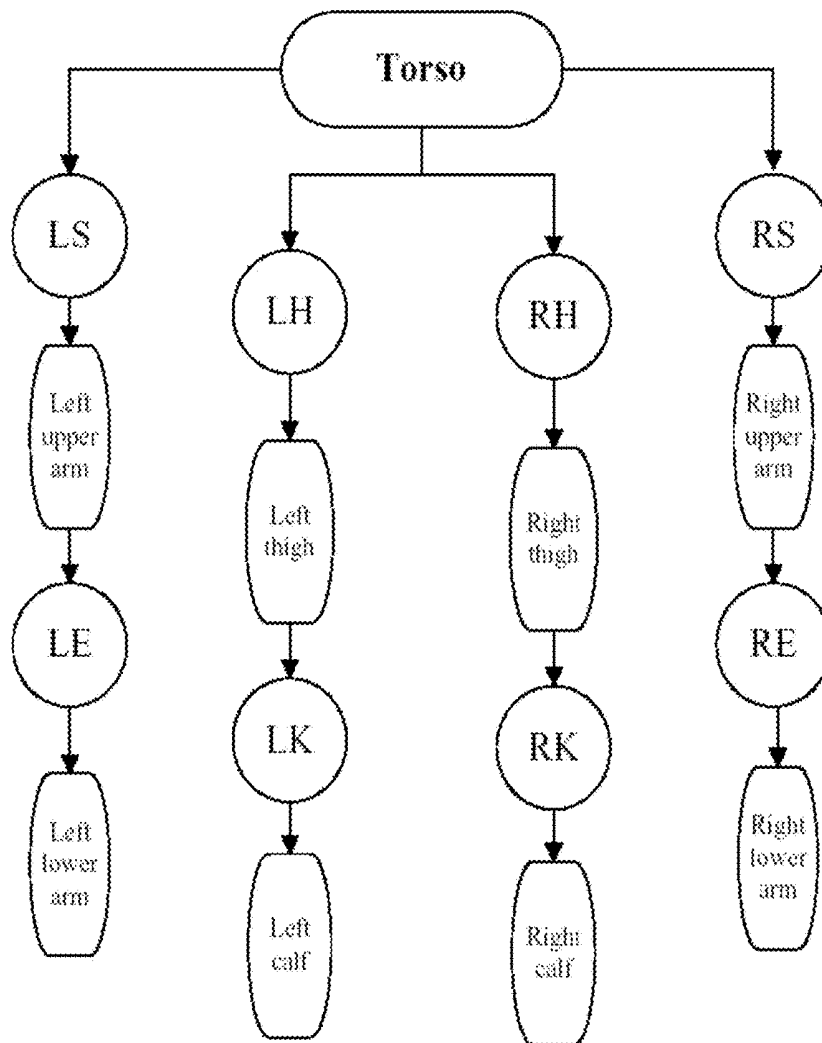 Torso
LS
RS
LH
RH
Left
upper
arm
Right
upper
arm
Left
thigh
Right
thigh
LE
RE
LK
RK
Left
lower
arm
Right
lower
arm
Left
calf
Right
calf